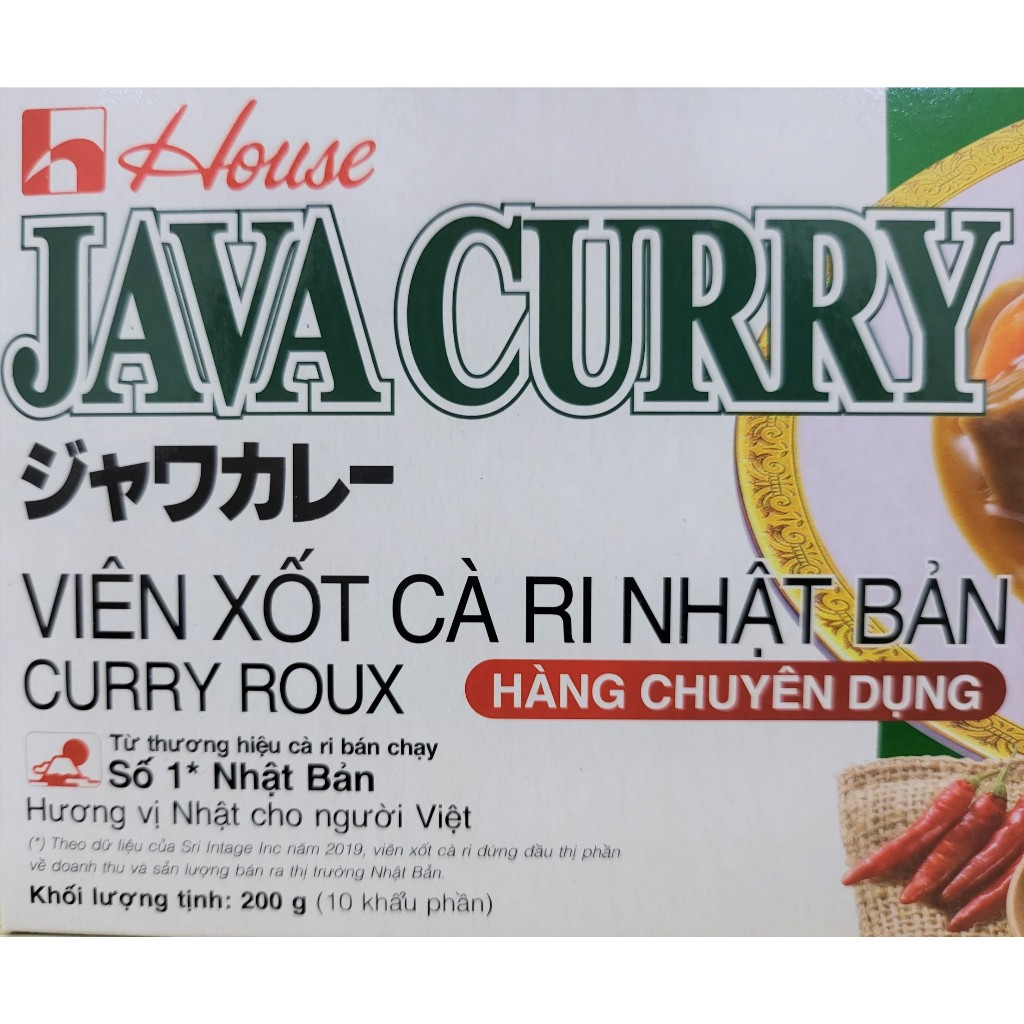 House
JAVA CURRY
ジャワカレー
VIÊN XỐT CÀ RI NHẬT BẢN
CURRY ROUX
HÀNG CHUYÊN DỤNG
Từ thương hiệu cà ri bán chạy
Số 1* Nhật Bản
Hương vị Nhật cho người Việt
(*) Theo dữ liệu của Sri Intage Inc năm 2019, viên xốt cà ri đứng đầu thị phần
về doanh thu và sản lượng bán ra thị trường Nhật Bản.
Khối lượng tịnh: 200 g (10 khẩu phần)